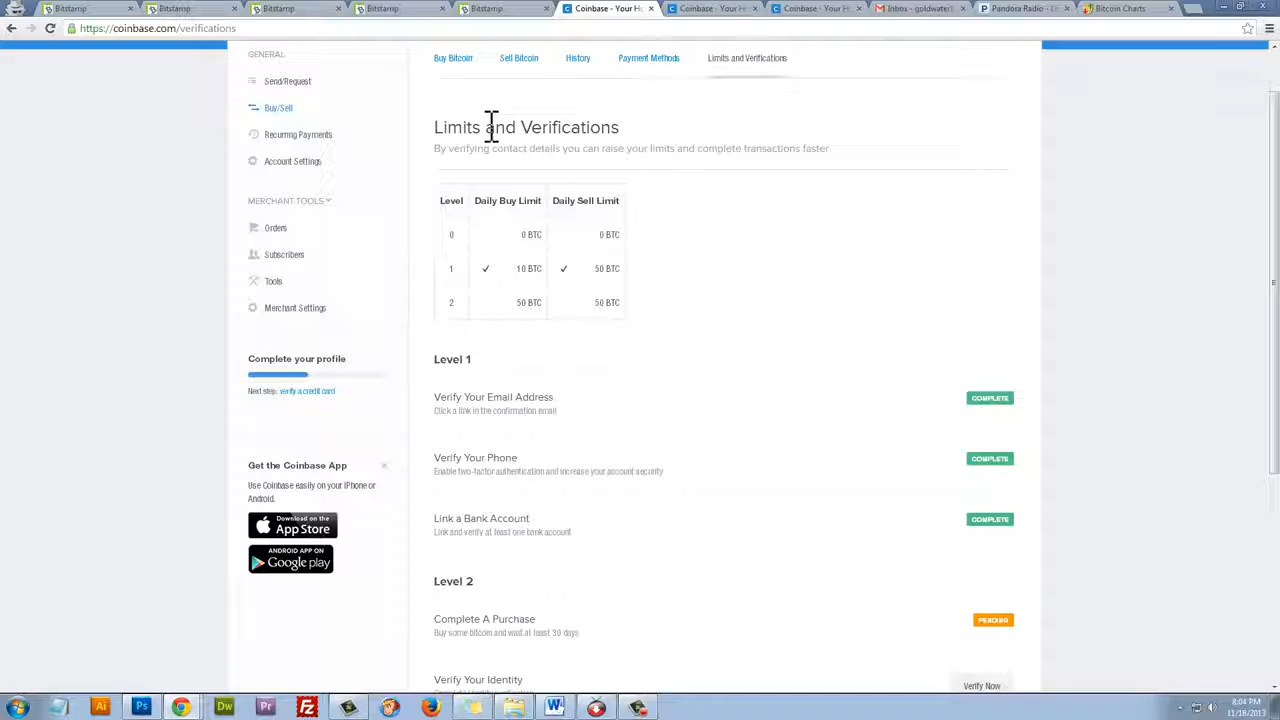 Bitstamp
Bitstamp
Bitstamp
Coinbase - Your H
Coinbase - Your H
Coinbase - Your H
Gmail
Inbox - goldwater
Pandora Radio - Li
Bitcoin Charts
https://coinbase.com/verifications
GENERAL
Send/Request
Buy/Sell
Recurring Payments
Account Settings
MERCHANT TOOLS
Orders
Subscribers
Tools
Merchant Settings
Complete your profile
Next step: verify a credit card
Get the Coinbase App
Use Coinbase easily on your iPhone or
Android.
Download on the
App Store
ANDROID APP ON
Google play
Buy Bitcoin Sell Bitcoin History Payment Methods Limits and Verifications
Limits and Verifications
By verifying contact details you can raise your limits and complete transactions faster
Level Daily Buy Limit Daily Sell Limit
0 0 BTC 0 BTC
1 ✓ 10 BTC ✓ 50 BTC
2 50 BTC 50 BTC
Level 1
Verify Your Email Address COMPLETE
Click a link in the confirmation email
Verify Your Phone COMPLETE
Enable two-factor authentication and increase your account security
Link a Bank Account COMPLETE
Link and verify at least one bank account
Level 2
Complete A Purchase PENDING
Buy some bitcoin and wait at least 30 days
Verify Your Identity Verify Now
Ai Ps Dw Pr Fz W
8:04 PM
11/18/2013